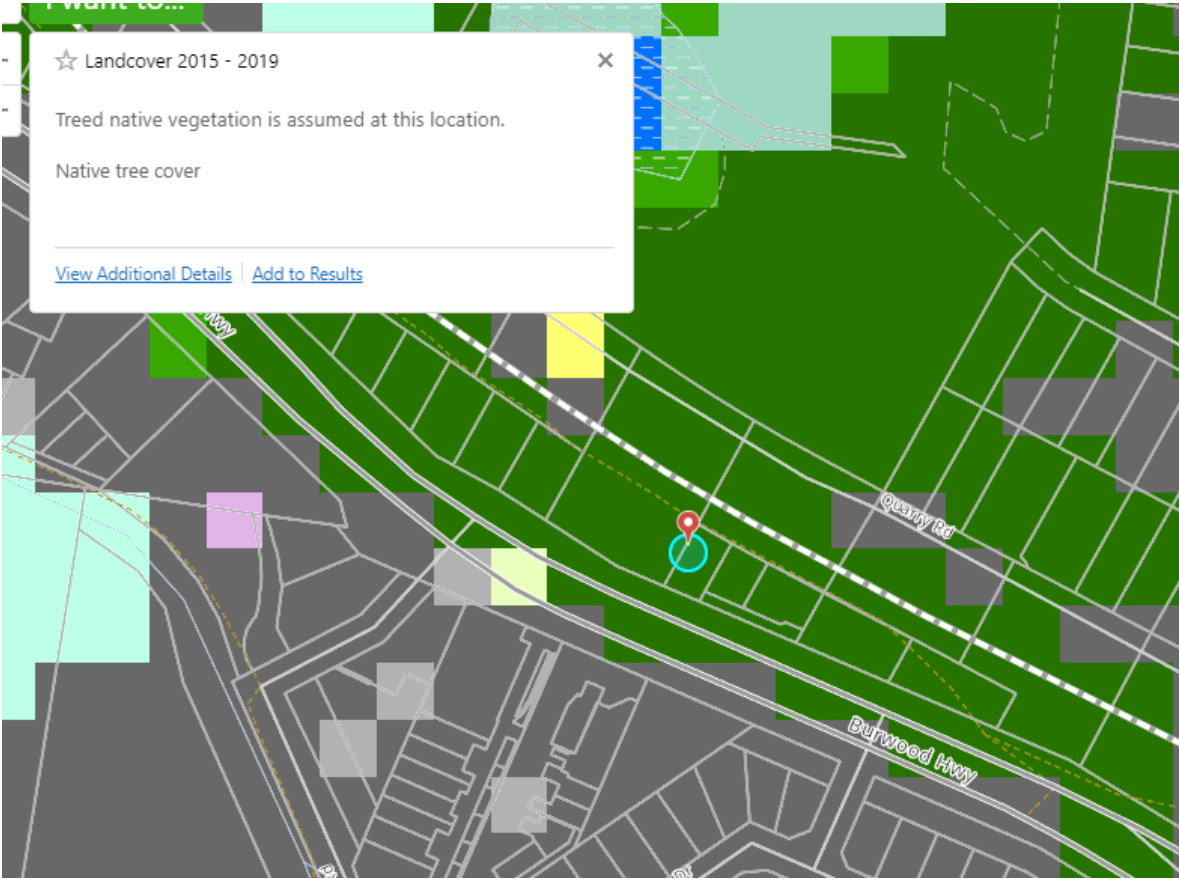 I want to...
Landcover 2015 - 2019
Treed native vegetation is assumed at this location.
Native tree cover
View Additional Details
Add to Results
Hwy
Quarry Rd
Burwood Hwy
Dr